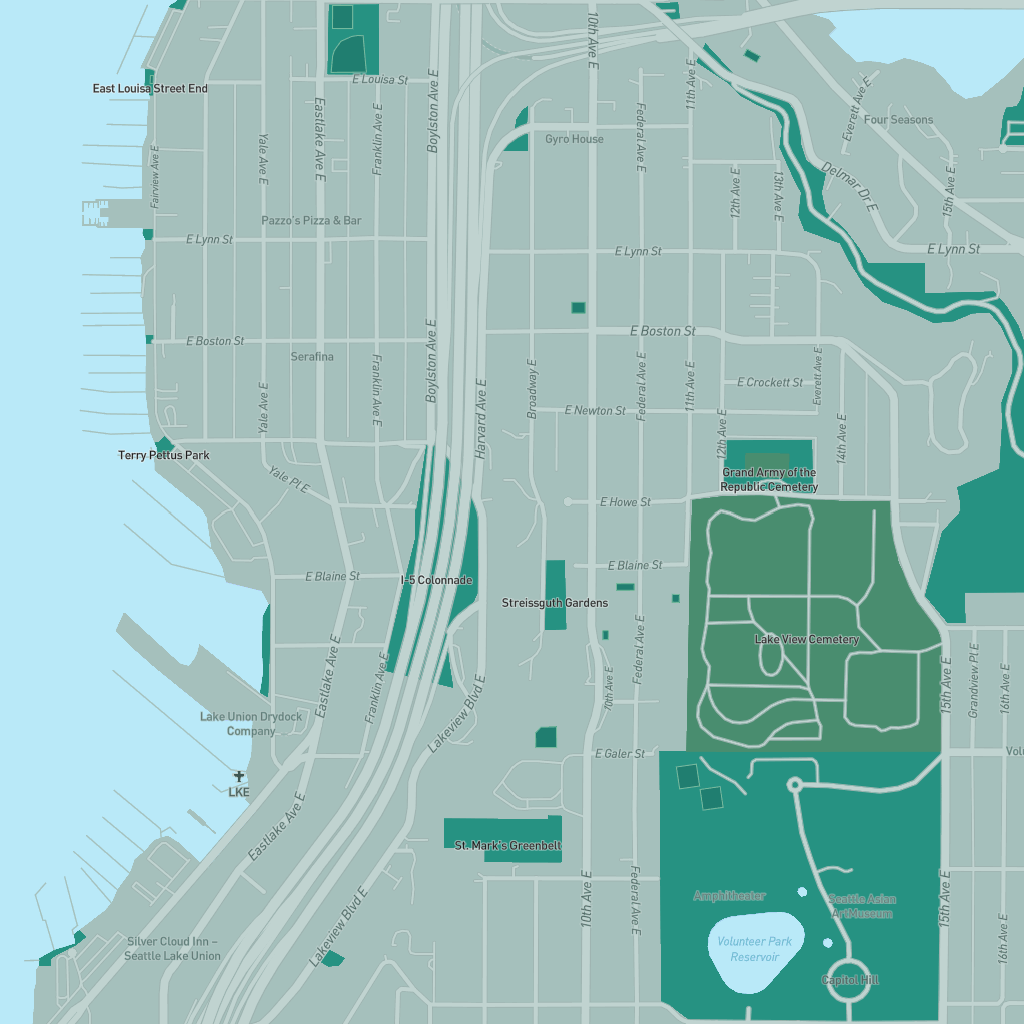 10th Ave E
Boylston Ave E
11th Ave E
E Louisa St
East Louisa Street End
Eastlake Ave E
Franklin Ave E
Federal Ave E
Everett Ave E
Four Seasons
Gyro House
Yale Ave E
Fairview Ave E
Delmar Dr E
12th Ave E
13th Ave E
15th Ave E
Pazzo's Pizza & Bar
E Lynn St
E Lynn St
E Lynn St
E Boston St
E Boston St
Serafina
Boylston Ave E
Franklin Ave E
Yale Ave E
Harvard Ave E
Broadway E
Federal Ave E
11th Ave E
Everett Ave E
E Crockett St
E Newton St
12th Ave E
14th Ave E
Terry Pettus Park
Yale Pl E
Grand Army of the
Republic Cemetery
E Howe St
E Blaine St
E Blaine St
I-5 Colonnade
Streissguth Gardens
Lake View Cemetery
Eastlake Ave E
Franklin Ave E
Federal Ave E
10th Ave E
15th Ave E
Grandview Pl E
16th Ave E
Lake Union Drydock
Company
Lakeview Blvd E
E Galer St
Volu
LKE
Eastlake Ave E
St. Mark's Greenbelt
Lakeview Blvd E
10th Ave E
Federal Ave E
Amphitheater
Seattle Asian
ArtMuseum
15th Ave E
16th Ave E
Silver Cloud Inn –
Seattle Lake Union
Volunteer Park
Reservoir
Capitol Hill